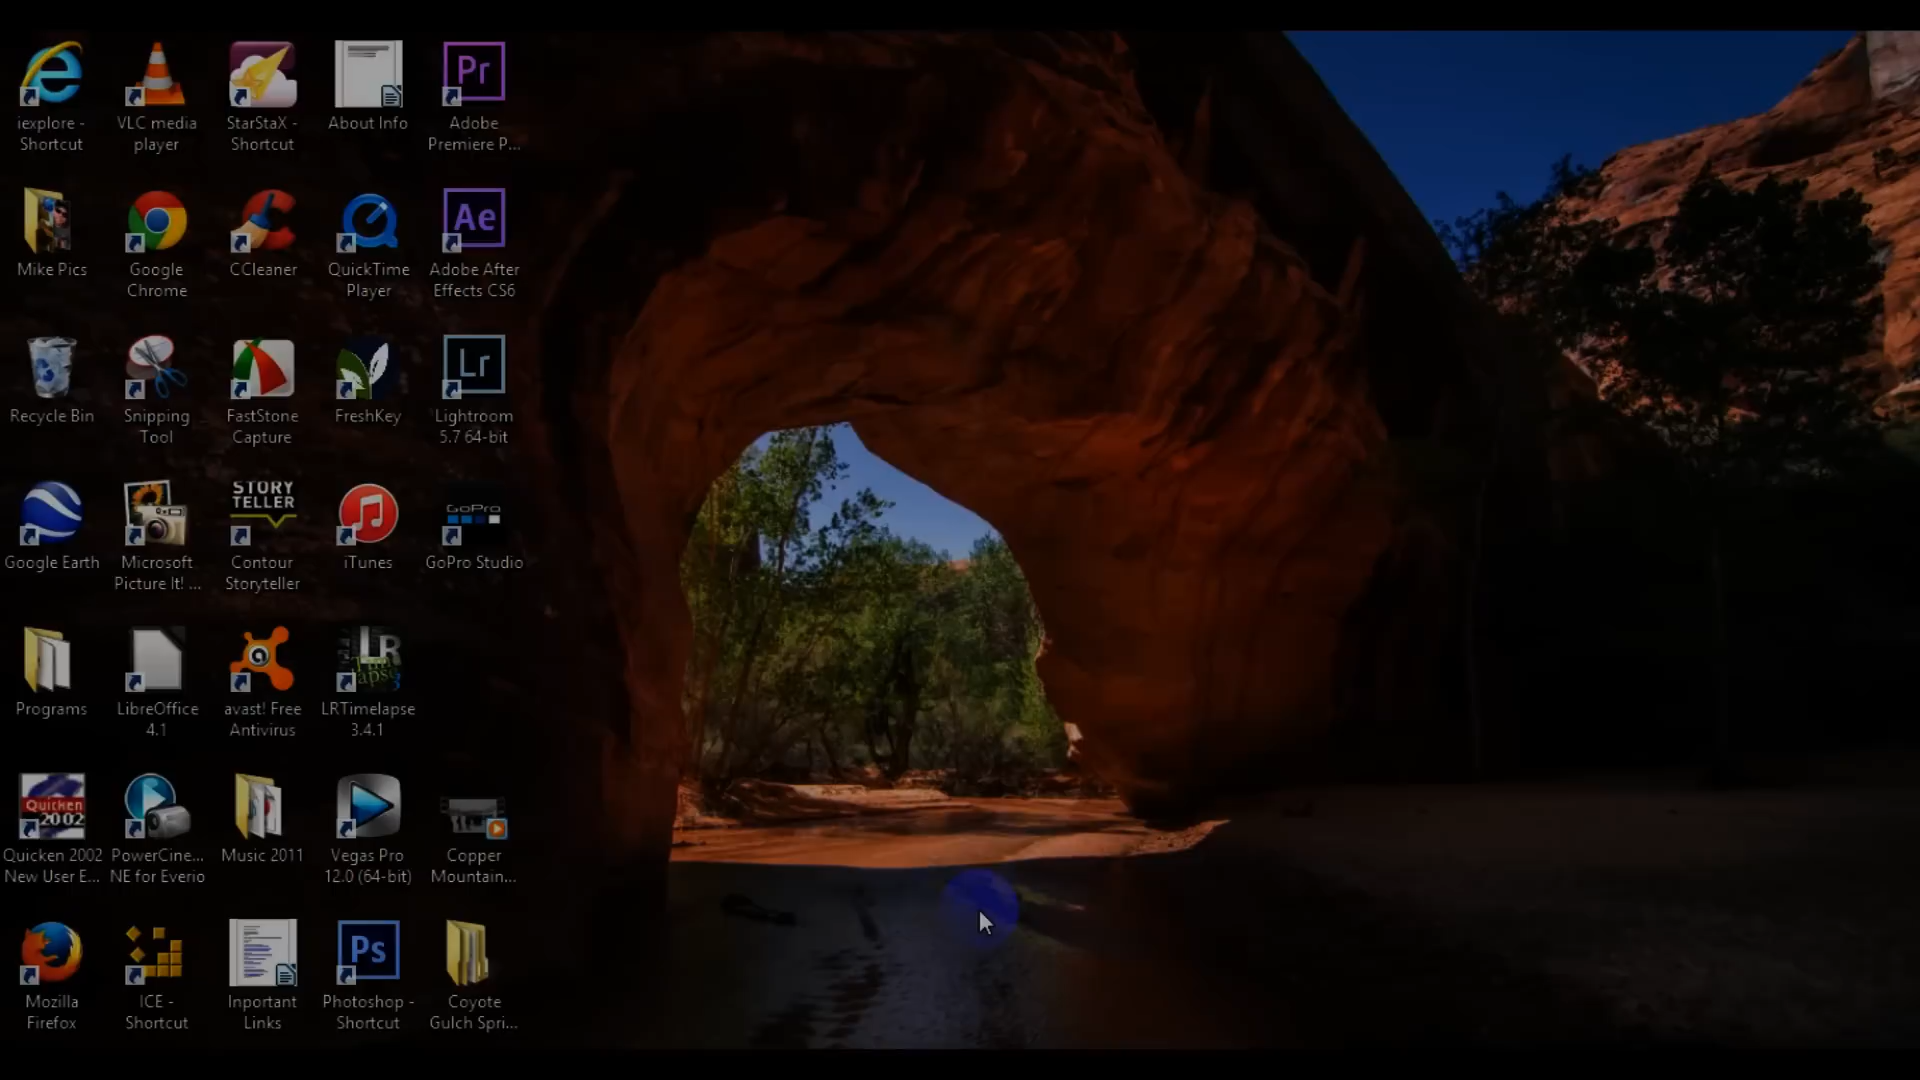 iexplore -
Shortcut
VLC media
player
StarStaX -
Shortcut
About Info
Pr
Adobe
Premiere P...
Mike Pics
Google
Chrome
CCleaner
QuickTime
Player
Ae
Adobe After
Effects CS6
Recycle Bin
Snipping
Tool
FastStone
Capture
FreshKey
Lr
Lightroom
5.7 64-bit
Google Earth
Microsoft
Picture It! ...
STORY
TELLER
Contour
Storyteller
iTunes
GoPro
GoPro Studio
Programs
LibreOffice
4.1
avast! Free
Antivirus
LR
Timelapse
3
LRTimelapse
3.4.1
Quicken
2002
Quicken 2002
New User E...
PowerCine...
NE for Everio
Music 2011
Vegas Pro
12.0 (64-bit)
Copper
Mountain...
Mozilla
Firefox
ICE -
Shortcut
Inportant
Links
Ps
Photoshop -
Shortcut
Coyote
Gulch Spri...